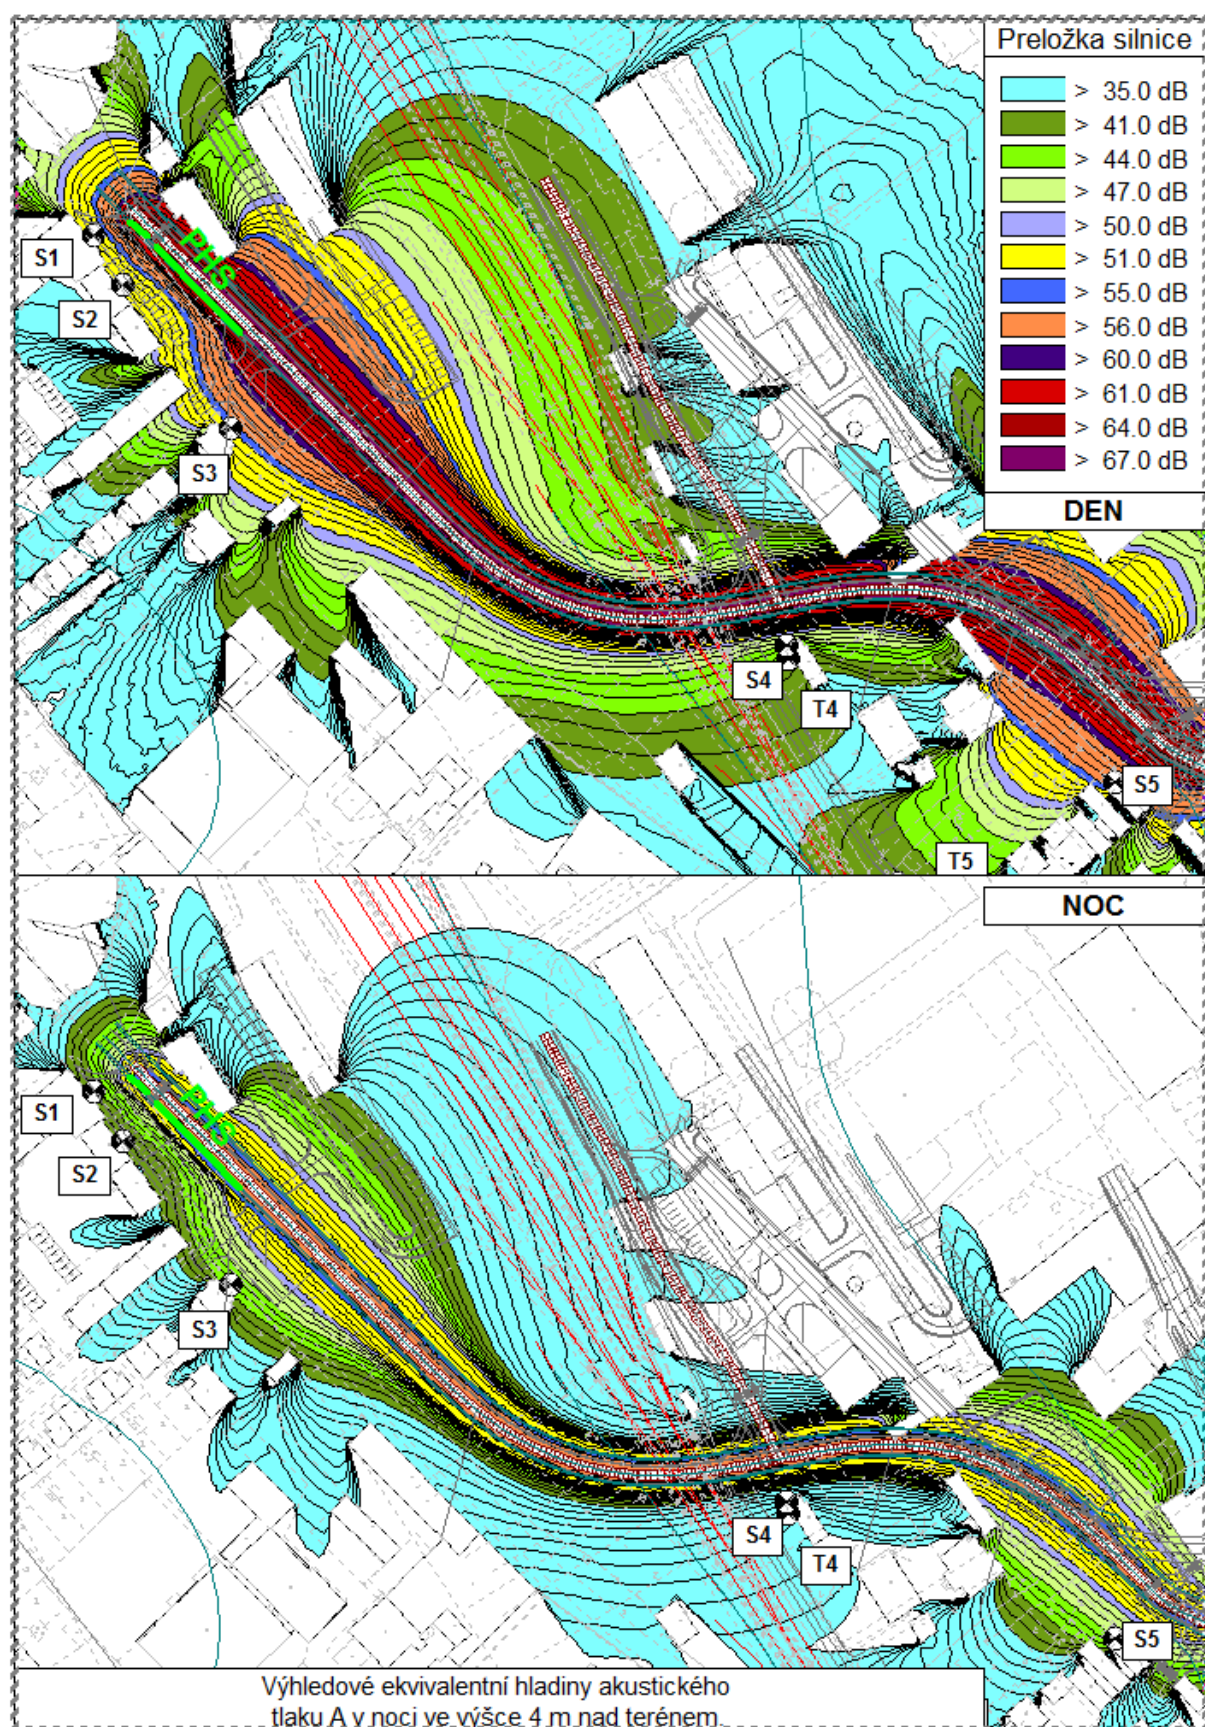 Preložka silnice
> 35.0 dB
> 41.0 dB
> 44.0 dB
> 47.0 dB
> 50.0 dB
> 51.0 dB
> 55.0 dB
> 56.0 dB
> 60.0 dB
> 61.0 dB
> 64.0 dB
> 67.0 dB
DEN
PHS
S1
S2
S3
S4
T4
S5
T5
NOC
PHS
S1
S2
S3
S4
T4
S5
Výhledové ekvivalentní hladiny akustického
tlaku A v noci ve výšce 4 m nad terénem.